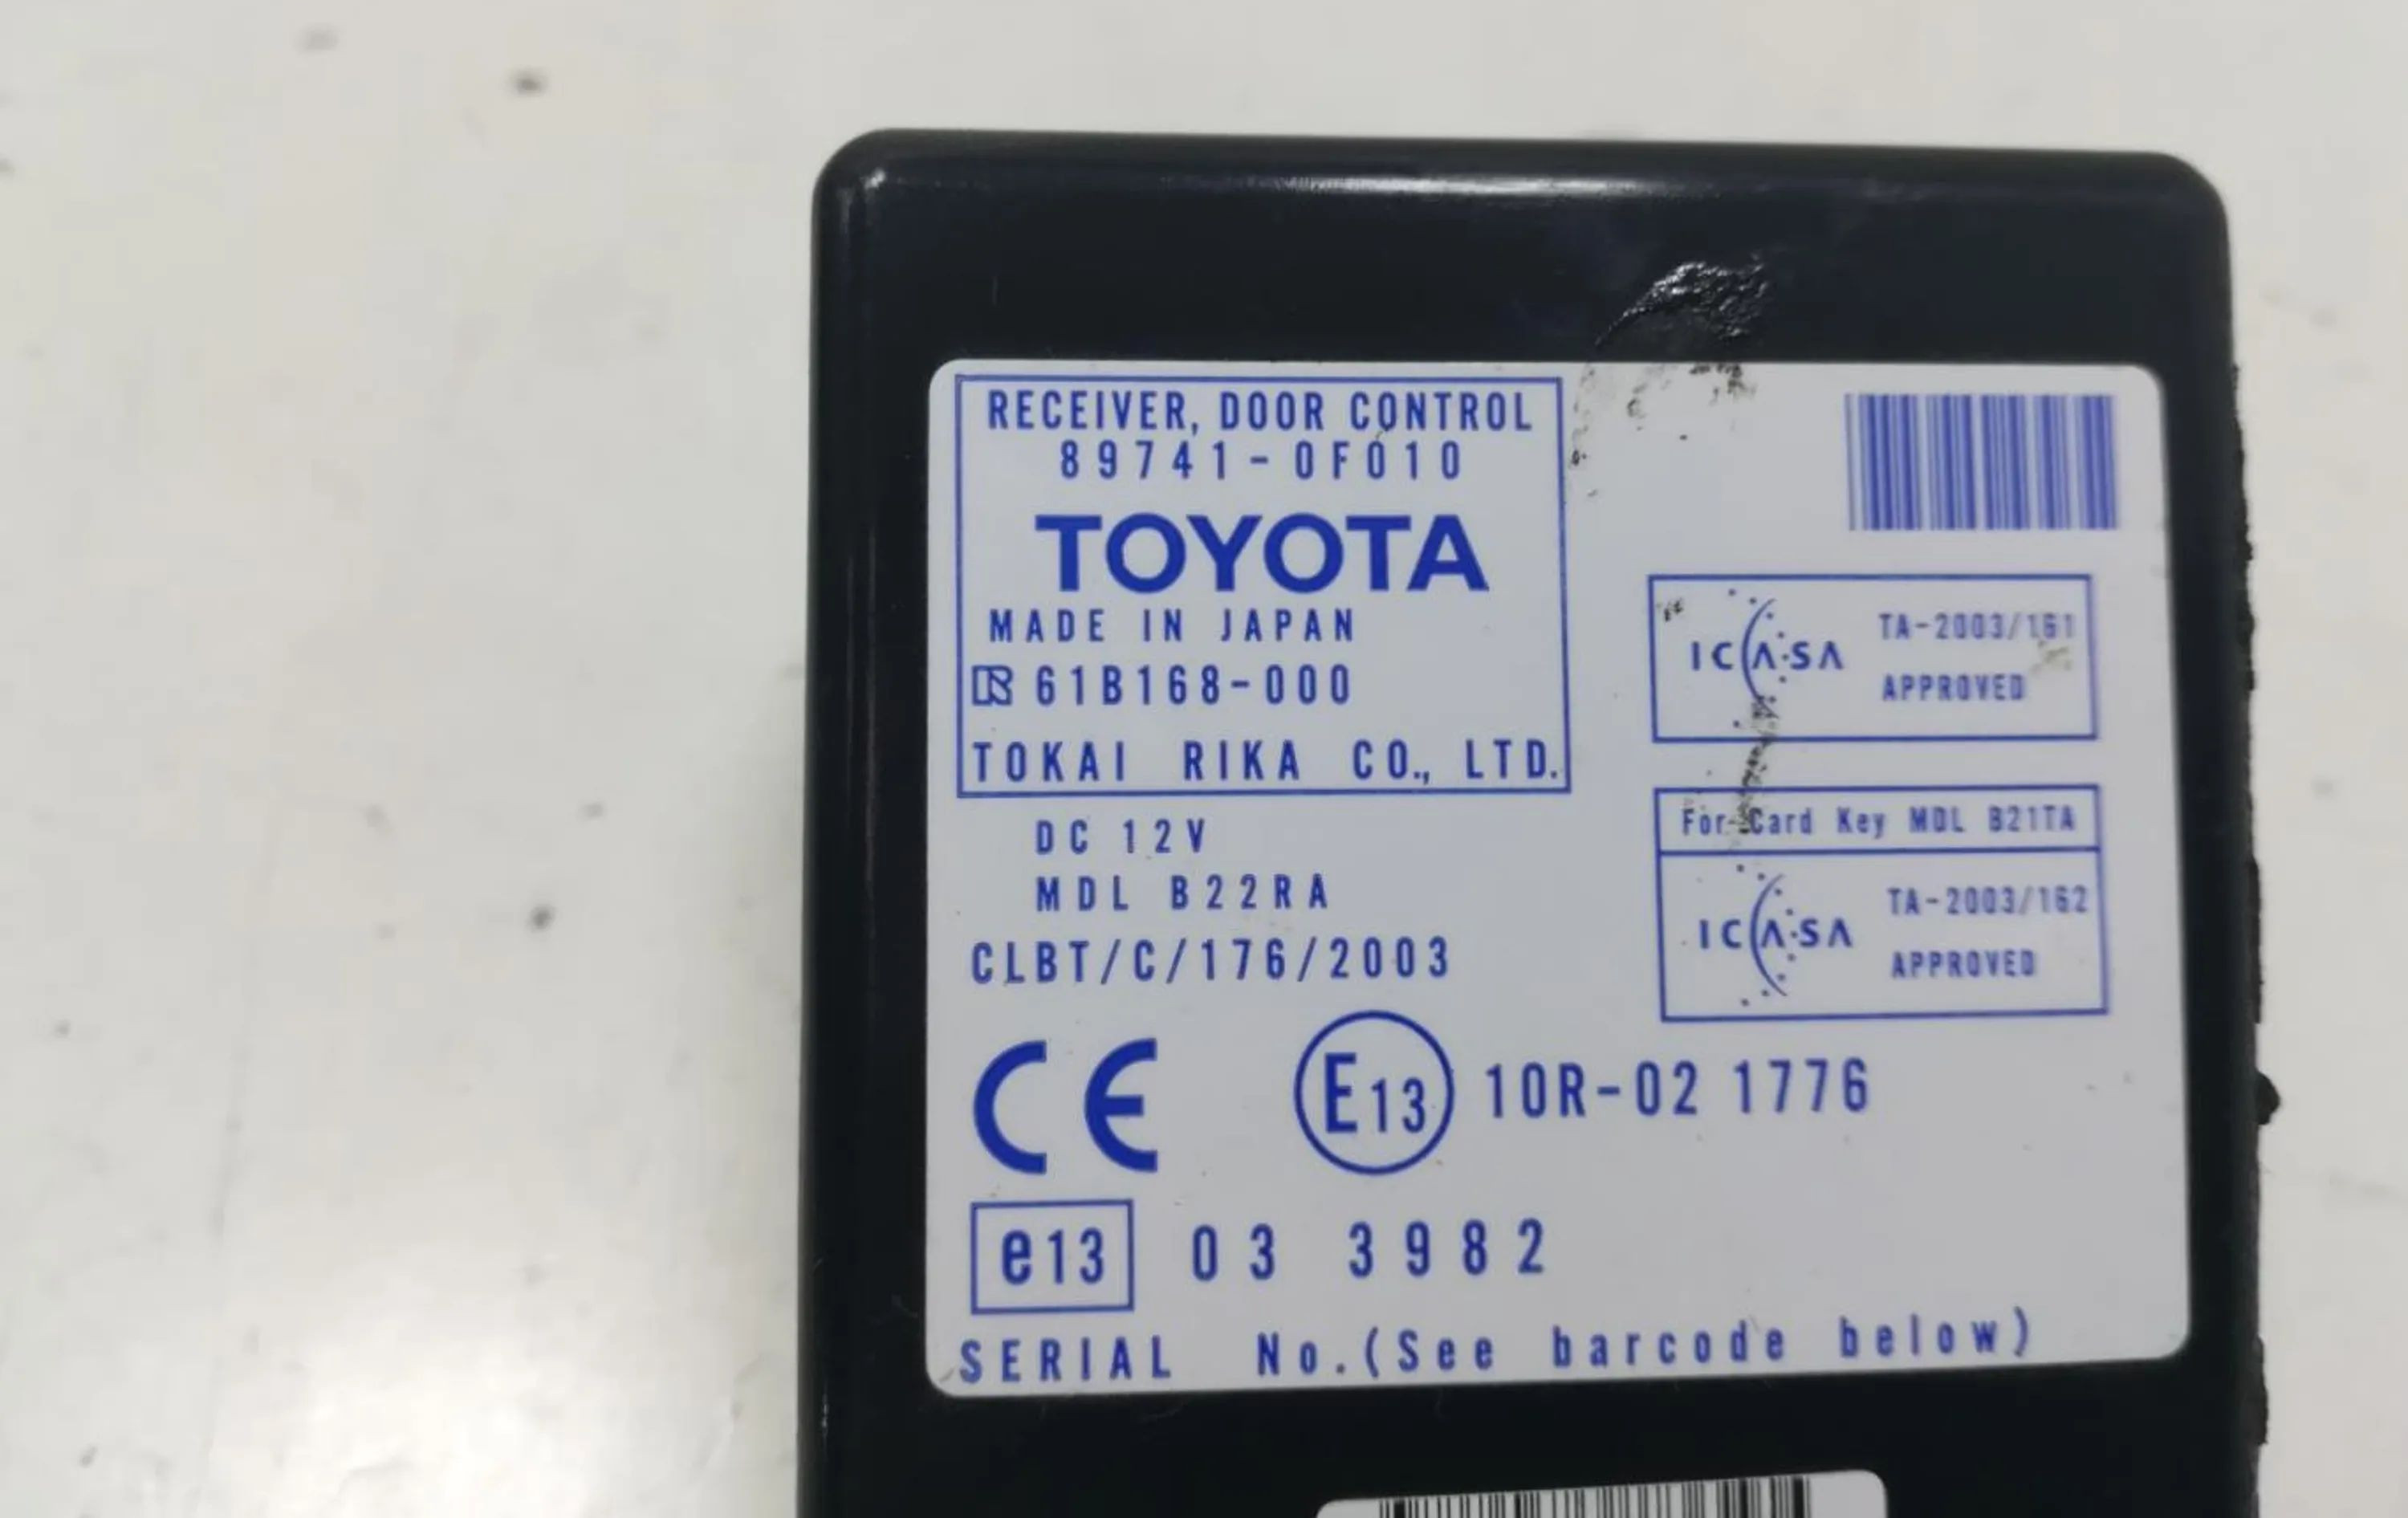 RECEIVER, DOOR CONTROL
89741-0F010
TOYOTA
MADE IN JAPAN
61B168-000
TOKAI RIKA CO., LTD.
DC 12V
MDL B22RA
CLBT/C/176/2003
CE
E13 10R-02 1776
e13 03 3982
SERIAL No.(See barcode below)
ICASA
TA-2003/161
APPROVED
For Card Key MDL B21TA
ICASA
TA-2003/162
APPROVED